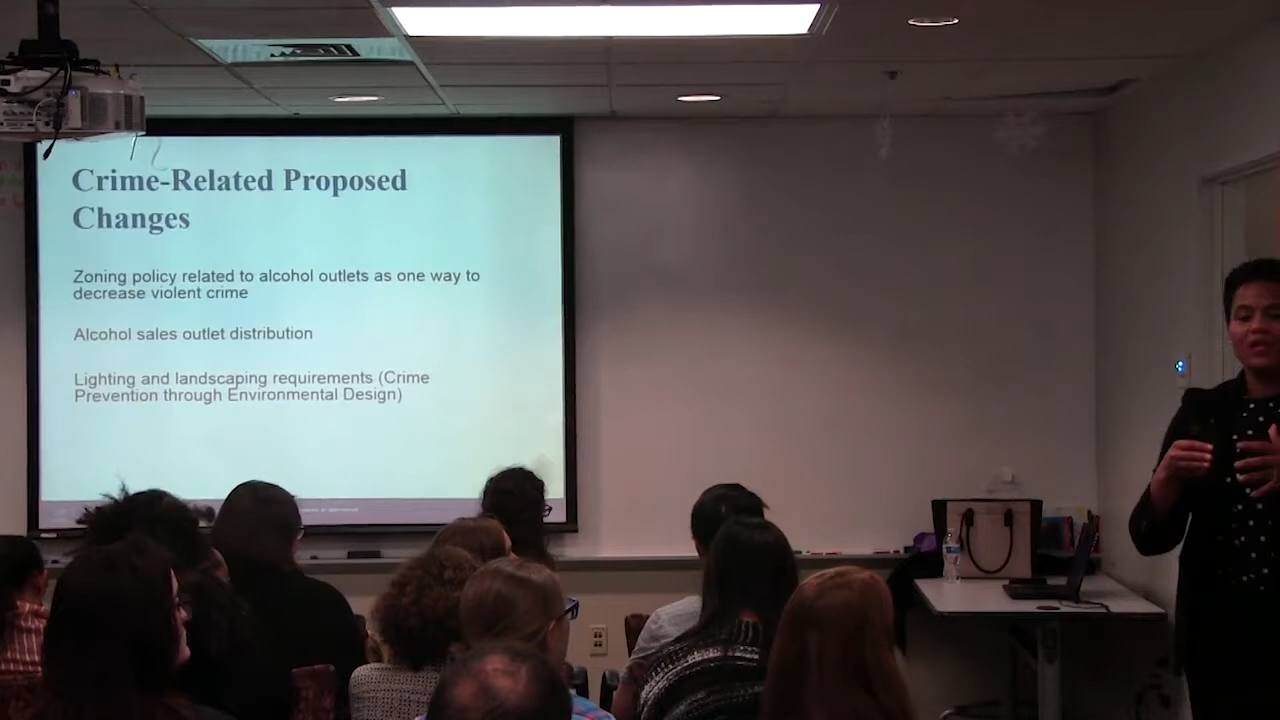 Crime-Related Proposed
Changes
Zoning policy related to alcohol outlets as one way to
decrease violent crime
Alcohol sales outlet distribution
Lighting and landscaping requirements (Crime
Prevention through Environmental Design)